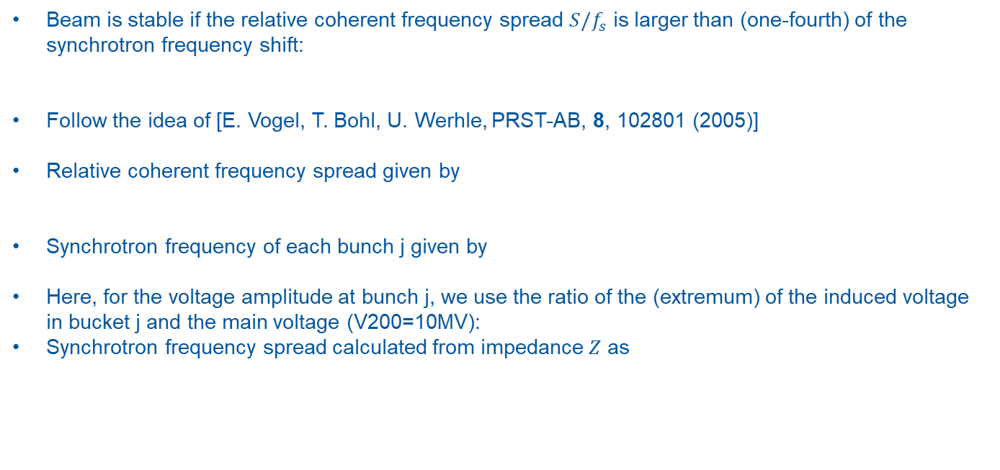 • Beam is stable if the relative coherent frequency spread S/fₛ is larger than (one-fourth) of the
synchrotron frequency shift:
• Follow the idea of [E. Vogel, T. Bohl, U. Werhle, PRST-AB, 8, 102801 (2005)]
• Relative coherent frequency spread given by
• Synchrotron frequency of each bunch j given by
• Here, for the voltage amplitude at bunch j, we use the ratio of the (extremum) of the induced voltage
in bucket j and the main voltage (V200=10MV):
• Synchrotron frequency spread calculated from impedance Z as